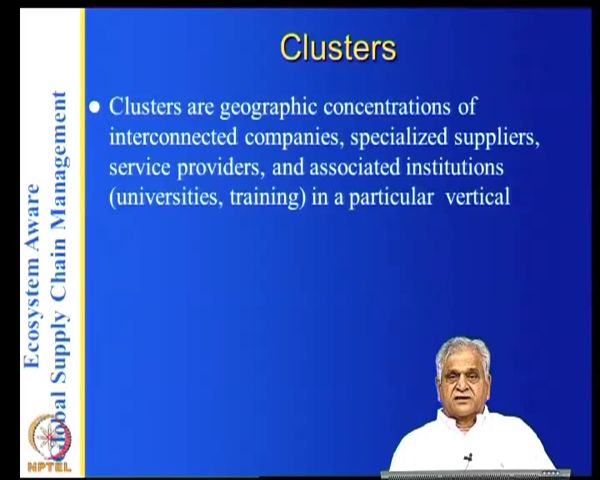 Clusters
Clusters are geographic concentrations of
interconnected companies, specialized suppliers,
service providers, and associated institutions
(universities, training) in a particular vertical
Ecosystem Aware
Global Supply Chain Management
NPTEL